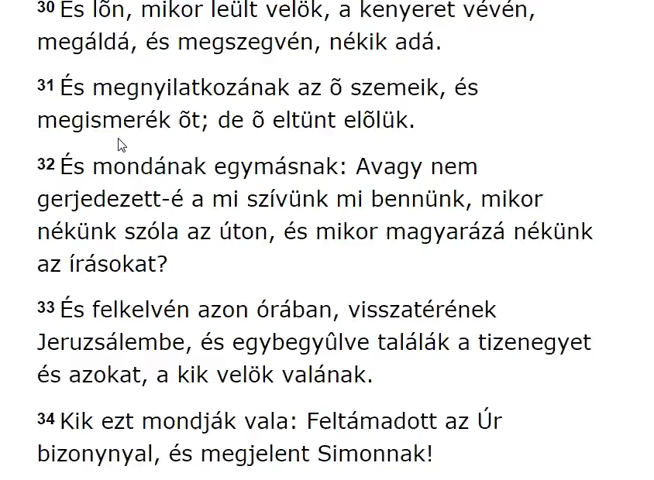 30 És lõn, mikor leült velök, a kenyeret vévén,
megáldá, és megszegvén, nékik adá.
31 És megnyilatkozának az õ szemeik, és
megismerék õt; de õ eltünt elõlük.
32 És mondának egymásnak: Avagy nem
gerjedezett-é a mi szívünk mi bennünk, mikor
nékünk szóla az úton, és mikor magyarázá nékünk
az írásokat?
33 És felkelvén azon órában, visszatérének
Jeruzsálembe, és egybegyûlve találák a tizenegyet
és azokat, a kik velök valának.
34 Kik ezt mondják vala: Feltámadott az Úr
bizonynyal, és megjelent Simonnak!